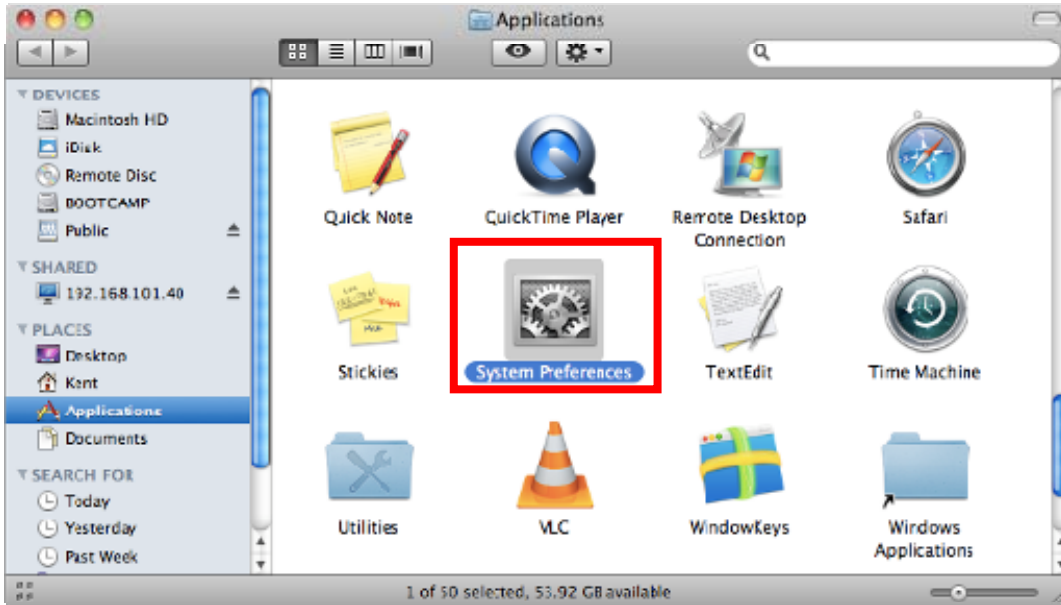 Applications
DEVICES
Macintosh HD
iDisk
Remote Disc
BOOTCAMP
Public
SHARED
192.168.101.40
PLACES
Desktop
Kent
Applications
Documents
SEARCH FOR
Today
Yesterday
Past Week
Quick Note
QuickTime Player
Remote Desktop
Connection
Safari
Stickies
System Preferences
TextEdit
Time Machine
Utilities
VLC
WindowKeys
Windows
Applications
1 of 50 selected, 53.92 GB available